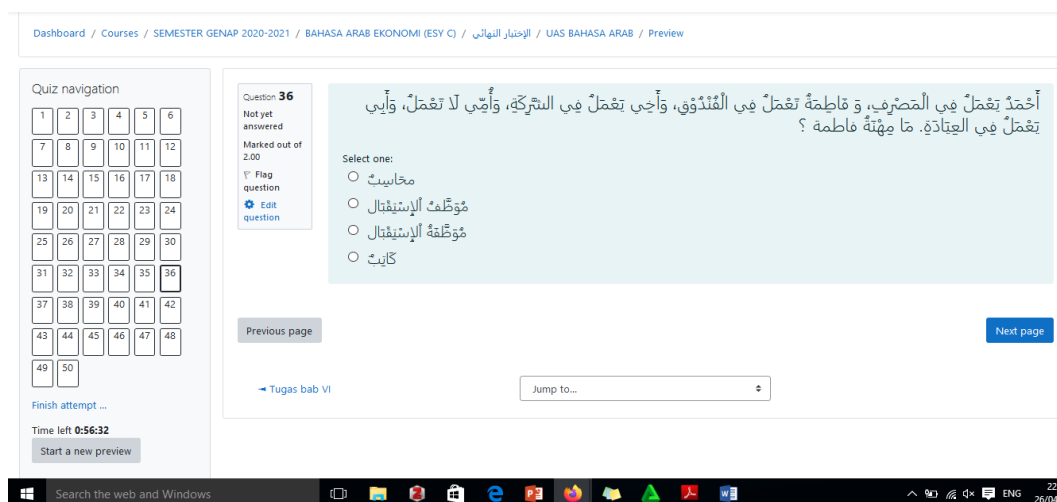 Dashboard / Courses / SEMESTER GENAP 2020-2021 / BAHASA ARAB EKONOMI (ESY C) / الإختبار النهائي / UAS BAHASA ARAB / Preview
Quiz navigation
1 2 3 4 5 6
7 8 9 10 11 12
13 14 15 16 17 18
19 20 21 22 23 24
25 26 27 28 29 30
31 32 33 34 35 36
37 38 39 40 41 42
43 44 45 46 47 48
49 50
Finish attempt ...
Time left 0:56:32
Start a new preview
Question 36
Not yet
answered
Marked out of
2.00
Flag
question
Edit
question
أَحْمَدُ يَعْمَلُ فِي الْمَصْرِفِ، وَ فَاطِمَةُ تَعْمَلُ فِي الْفُنْدُوْقِ، وَأَخِي يَعْمَلُ فِي الشَّرِكَةِ، وَأُمِّي لَا تَعْمَلُ، وَأَبِي
يَعْمَلُ فِي العِيَادَةِ. مَا مِهْنَةُ فاطمة ؟
Select one:
محَاسِبٌ
مُوَظَّفُ اْلإِسْتِقْبَال
مُوَظَّفَةُ اْلإِسْتِقْبَال
كَاتِبٌ
Previous page
Next page
◄ Tugas bab VI
Jump to...
Search the web and Windows
ENG
22
26/04